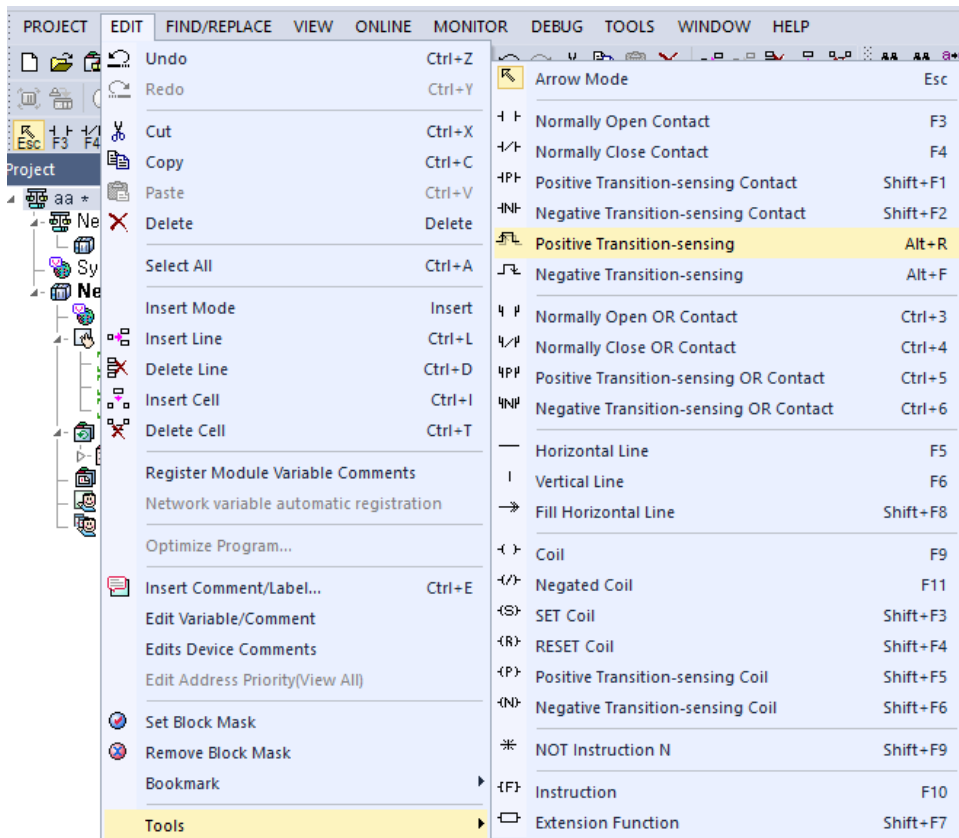 PROJECT EDIT FIND/REPLACE VIEW ONLINE MONITOR DEBUG TOOLS WINDOW HELP
Esc F3 F4
Project
aa *
Ne
Sy
Ne
Undo Ctrl+Z
Redo Ctrl+Y
Cut Ctrl+X
Copy Ctrl+C
Paste Ctrl+V
Delete Delete
Select All Ctrl+A
Insert Mode Insert
Insert Line Ctrl+L
Delete Line Ctrl+D
Insert Cell Ctrl+I
Delete Cell Ctrl+T
Register Module Variable Comments
Network variable automatic registration
Optimize Program...
Insert Comment/Label... Ctrl+E
Edit Variable/Comment
Edits Device Comments
Edit Address Priority(View All)
Set Block Mask
Remove Block Mask
Bookmark
Tools
Arrow Mode Esc
Normally Open Contact F3
Normally Close Contact F4
Positive Transition-sensing Contact Shift+F1
Negative Transition-sensing Contact Shift+F2
Positive Transition-sensing Alt+R
Negative Transition-sensing Alt+F
Normally Open OR Contact Ctrl+3
Normally Close OR Contact Ctrl+4
Positive Transition-sensing OR Contact Ctrl+5
Negative Transition-sensing OR Contact Ctrl+6
Horizontal Line F5
Vertical Line F6
Fill Horizontal Line Shift+F8
Coil F9
Negated Coil F11
SET Coil Shift+F3
RESET Coil Shift+F4
Positive Transition-sensing Coil Shift+F5
Negative Transition-sensing Coil Shift+F6
NOT Instruction N Shift+F9
Instruction F10
Extension Function Shift+F7